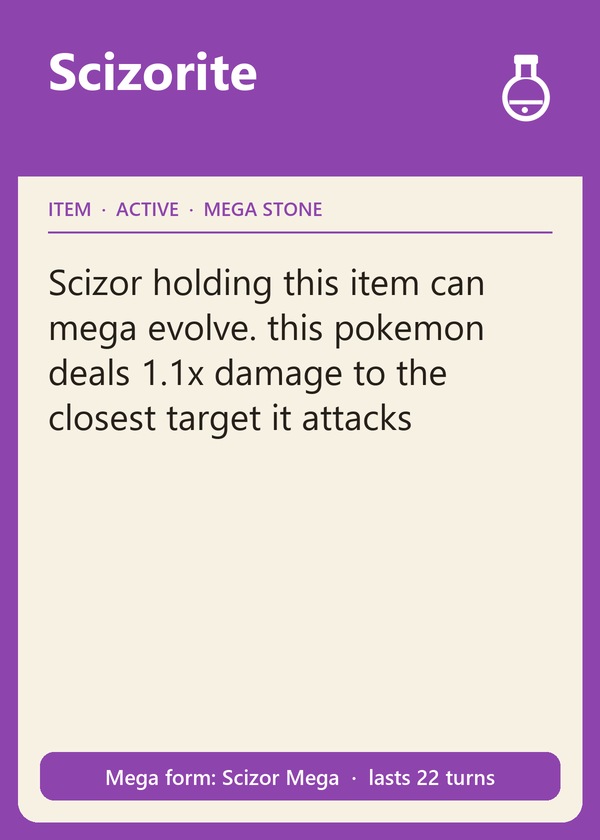 Scizorite
ITEM · ACTIVE · MEGA STONE
Scizor holding this item can
mega evolve. this pokemon
deals 1.1x damage to the
closest target it attacks
Mega form: Scizor Mega · lasts 22 turns